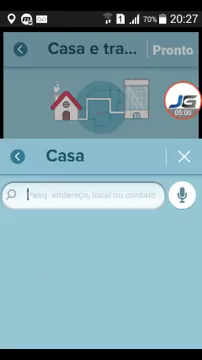 70% 20:27
Casa e tra... Pronto
JG
05:00
Casa
Pesq. endereço, local ou contato